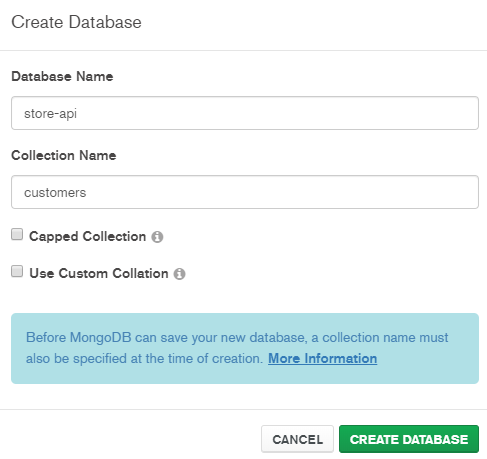 Create Database
Database Name
store-api
Collection Name
customers
Capped Collection
Use Custom Collation
Before MongoDB can save your new database, a collection name must
also be specified at the time of creation. More Information
CANCEL CREATE DATABASE